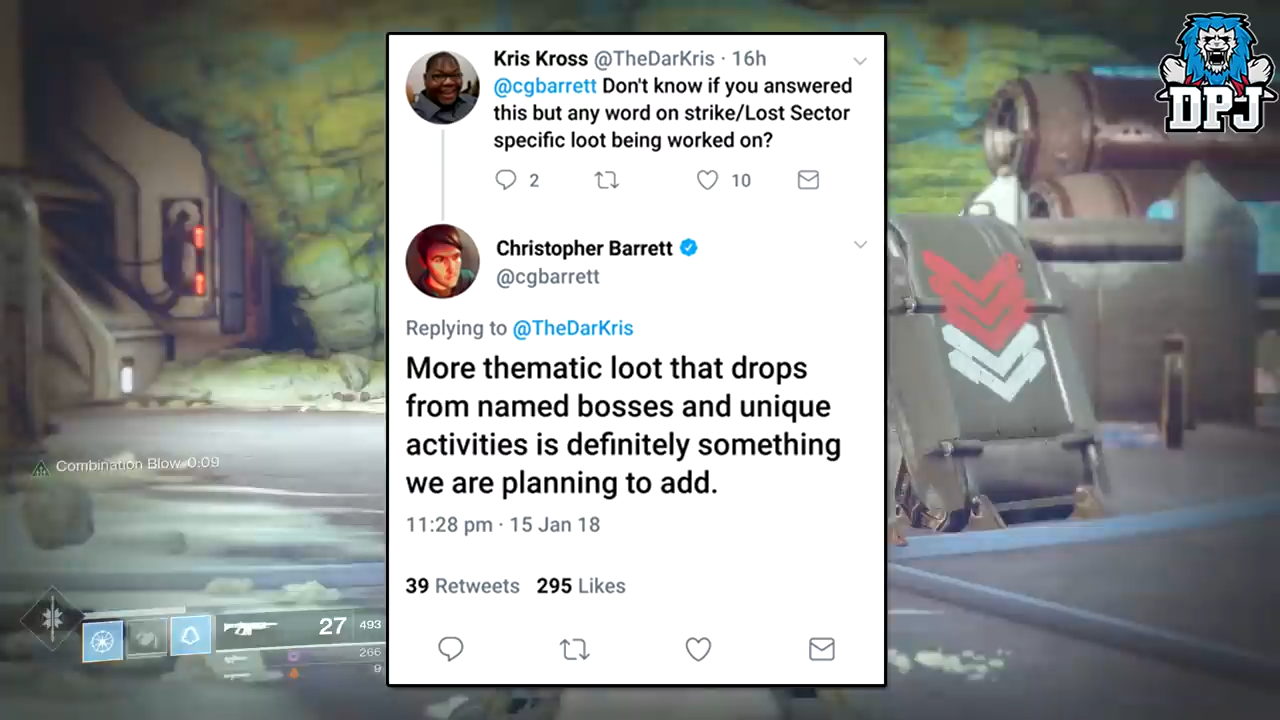 Kris Kross @TheDarKris · 16h
@cgbarrett Don't know if you answered
this but any word on strike/Lost Sector
specific loot being worked on?
2 10
Christopher Barrett
@cgbarrett
Replying to @TheDarKris
More thematic loot that drops
from named bosses and unique
activities is definitely something
we are planning to add.
11:28 pm · 15 Jan 18
39 Retweets 295 Likes
DPJ
Combination Blow 0:09
27 493
266
9